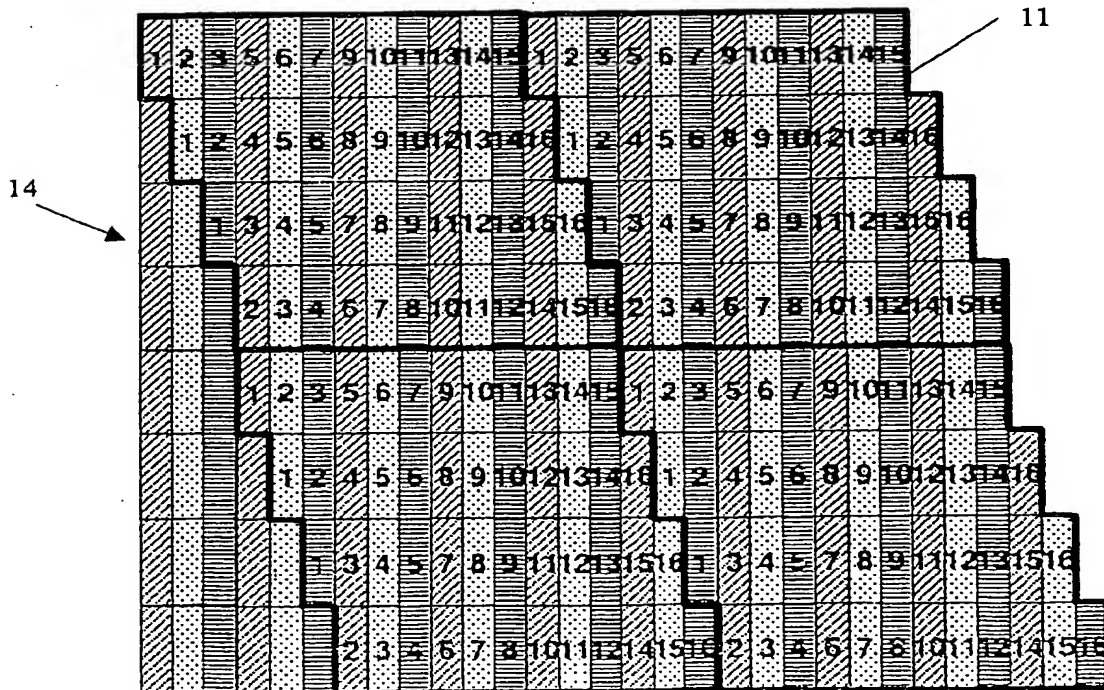 11
1 2 3 5 6 7 9 10 11 13 14 15 1 2 3 5 6 7 9 10 11 13 14 15
1 2 4 5 6 8 9 10 12 13 14 16 1 2 4 5 6 8 9 10 12 13 14 16
14
1 3 4 5 7 8 9 11 12 13 15 16 1 3 4 5 7 8 9 11 12 13 15 16
2 3 4 6 7 8 10 11 12 14 15 16 2 3 4 6 7 8 10 11 12 14 15 16
1 2 3 5 6 7 9 10 11 13 14 15 1 2 3 5 6 7 9 10 11 13 14 15
1 2 4 5 6 8 9 10 12 13 14 16 1 2 4 5 6 8 9 10 12 13 14 16
1 3 4 5 7 8 9 11 12 13 15 16 1 3 4 5 7 8 9 11 12 13 15 16
2 3 4 6 7 8 10 11 12 14 15 16 2 3 4 6 7 8 10 11 12 14 15 16